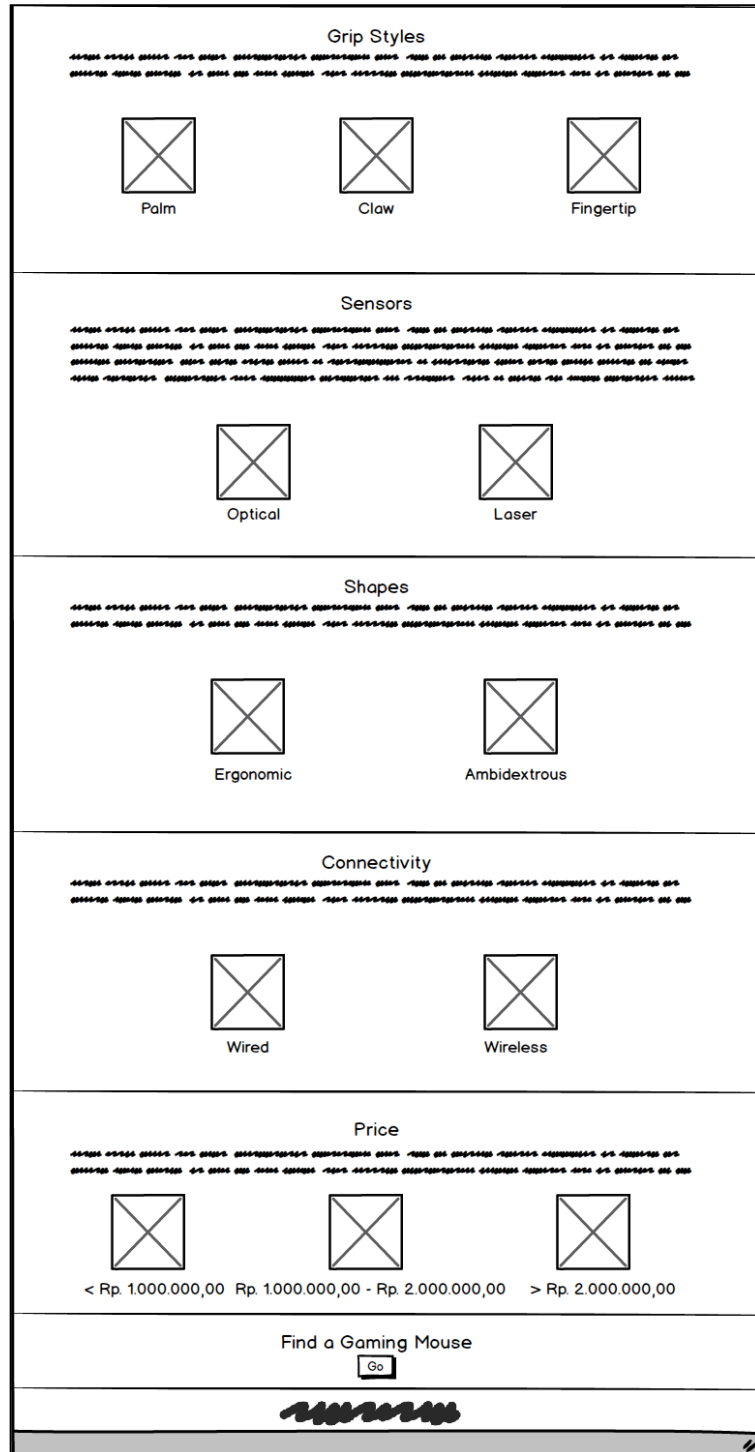 Grip Styles
Palm Claw Fingertip
Sensors
Optical Laser
Shapes
Ergonomic Ambidextrous
Connectivity
Wired Wireless
Price
< Rp. 1.000.000,00 Rp. 1.000.000,00 - Rp. 2.000.000,00 > Rp. 2.000.000,00
Find a Gaming Mouse
Go